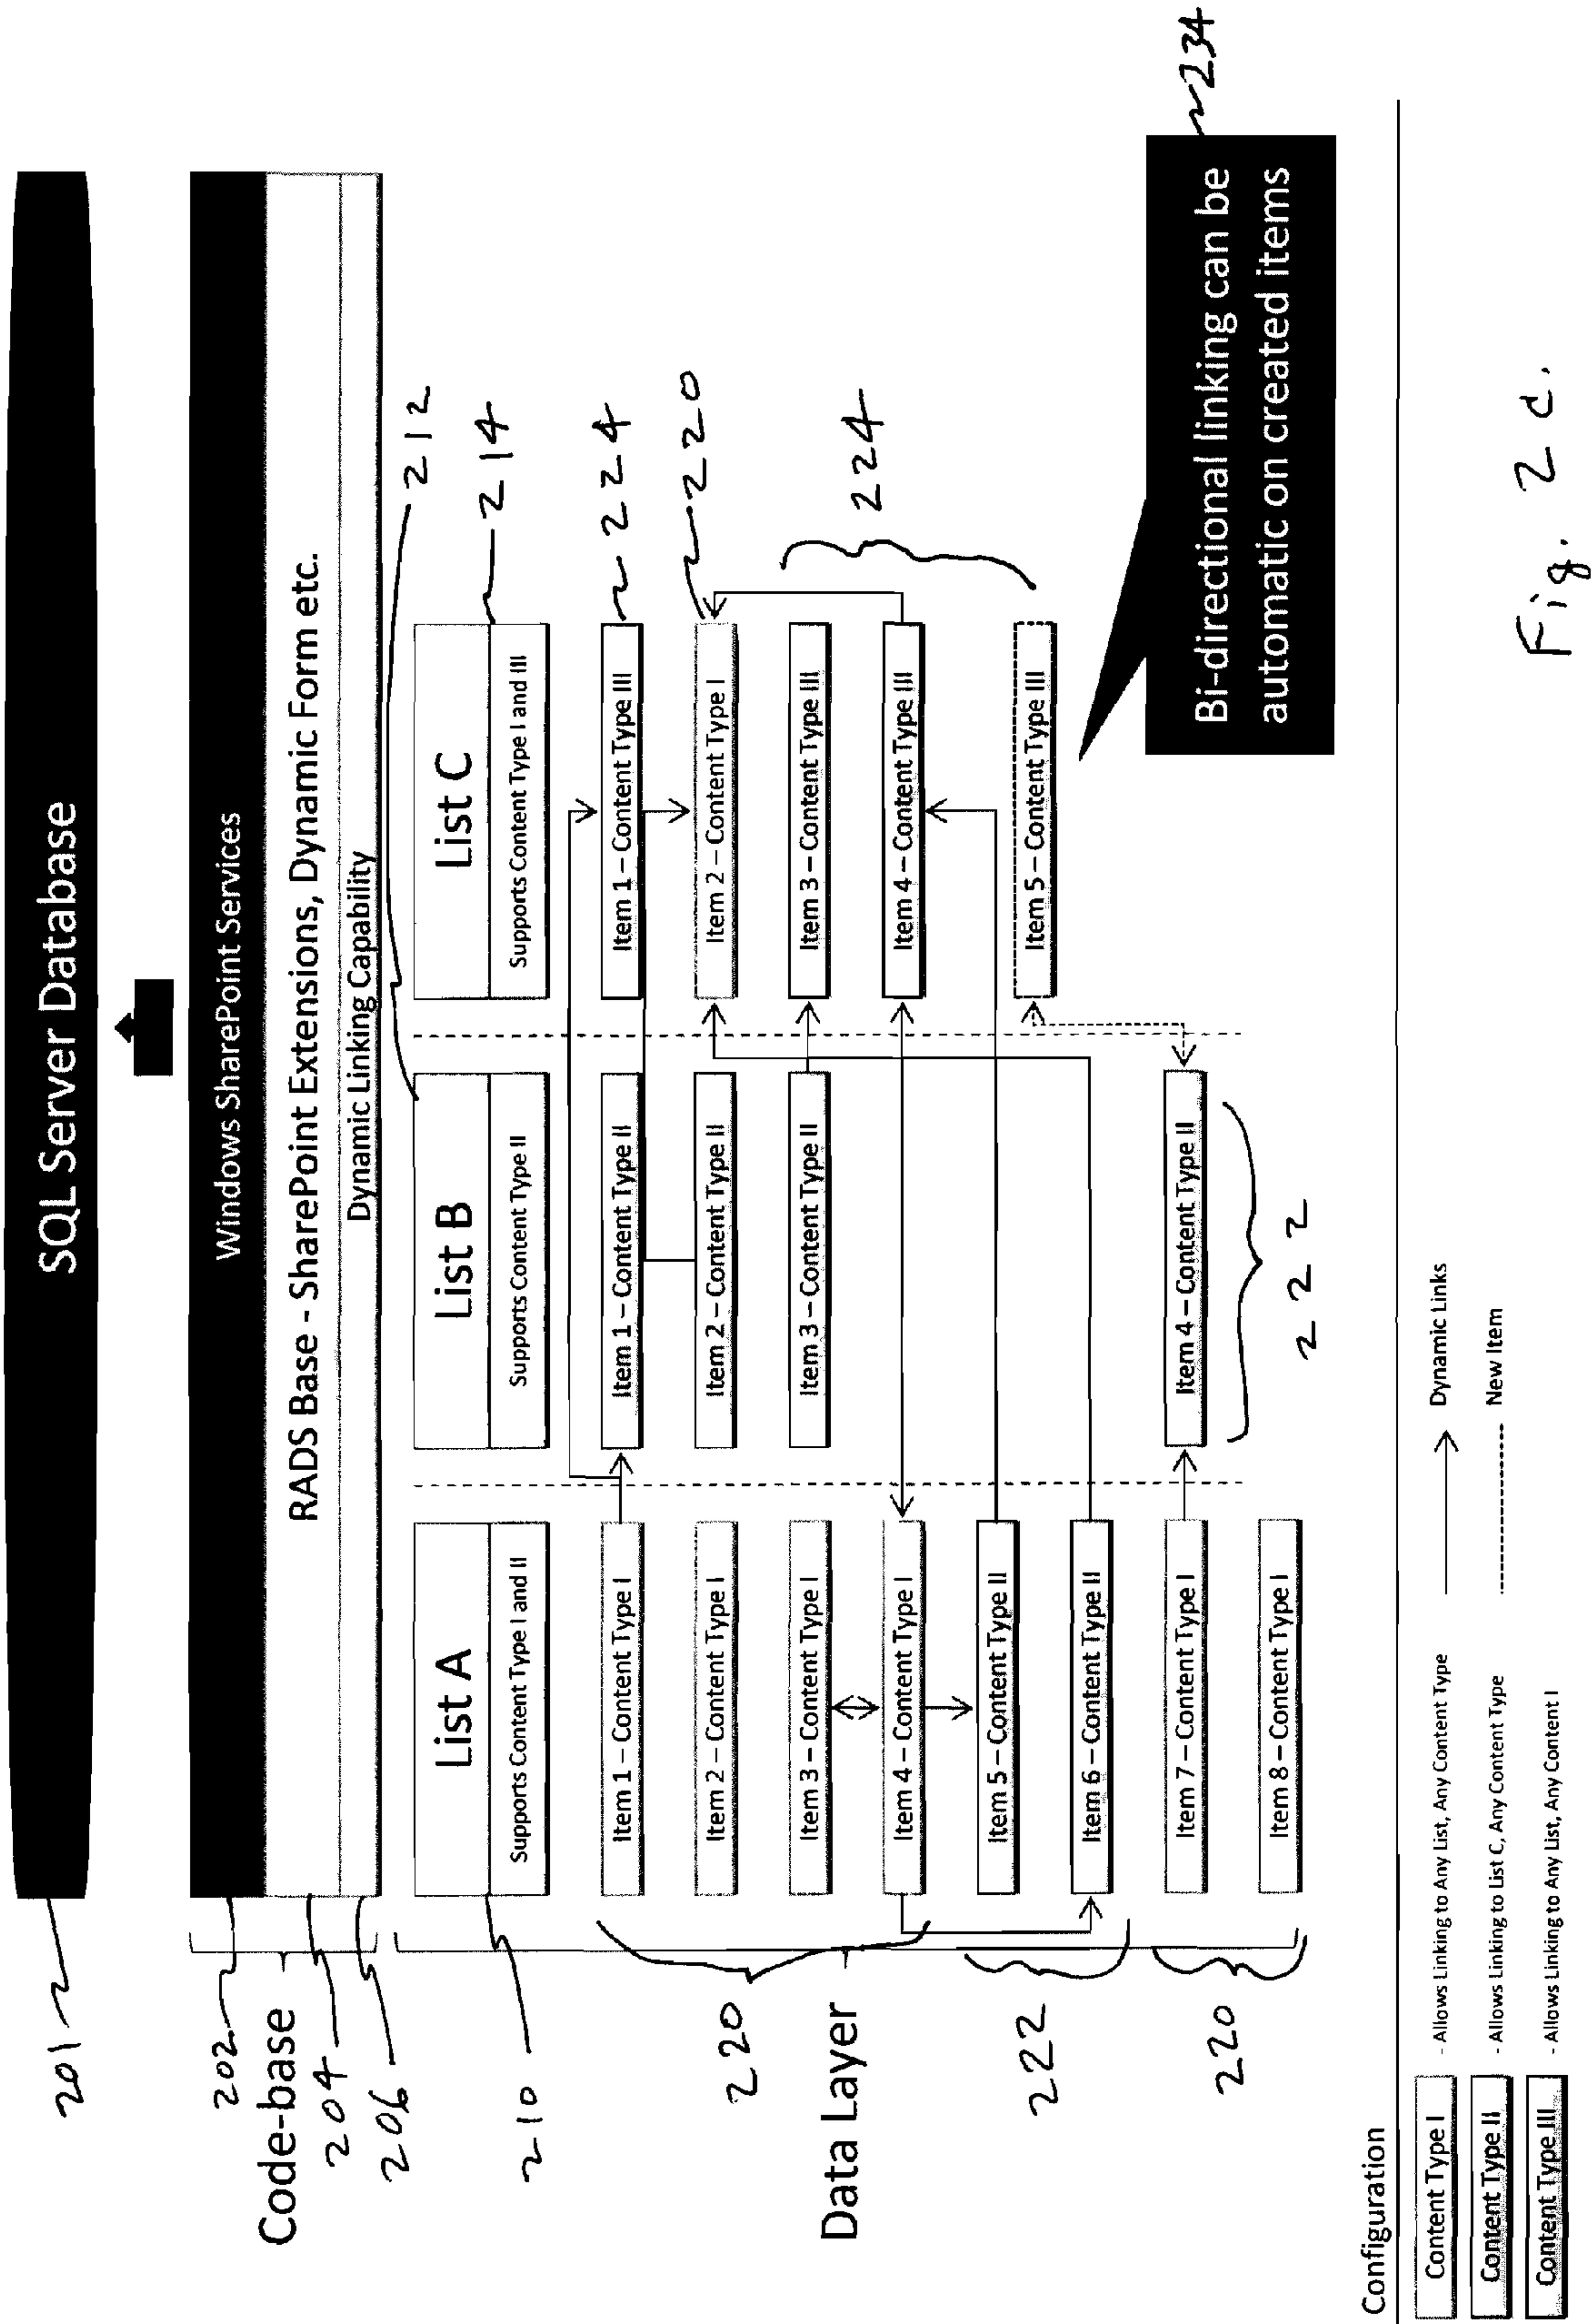 SQL Server Database
201
Windows SharePoint Services
202
Code-base
RADS Base - SharePoint Extensions, Dynamic Form etc.
204
Dynamic Linking Capability
206
212
List A
List B
List C
Supports Content Type I and II
Supports Content Type II
Supports Content Type I and III
210
214
Item 1 – Content Type I
Item 1 – Content Type II
Item 1 – Content Type III
224
Item 2 – Content Type I
Item 2 – Content Type II
Item 2 – Content Type I
220
220
Item 3 – Content Type I
Item 3 – Content Type II
Item 3 – Content Type III
Data Layer
Item 4 – Content Type I
Item 4 – Content Type III
224
Item 5 – Content Type II
Item 5 – Content Type III
222
Item 6 – Content Type II
Item 7 – Content Type I
Item 4 – Content Type II
220
Item 8 – Content Type I
222
Bi-directional linking can be
automatic on created items
234
Configuration
Content Type I
- Allows Linking to Any List, Any Content Type
Dynamic Links
Content Type II
- Allows Linking to List C, Any Content Type
New Item
Content Type III
- Allows Linking to Any List, Any Content I
Fig. 2 d.